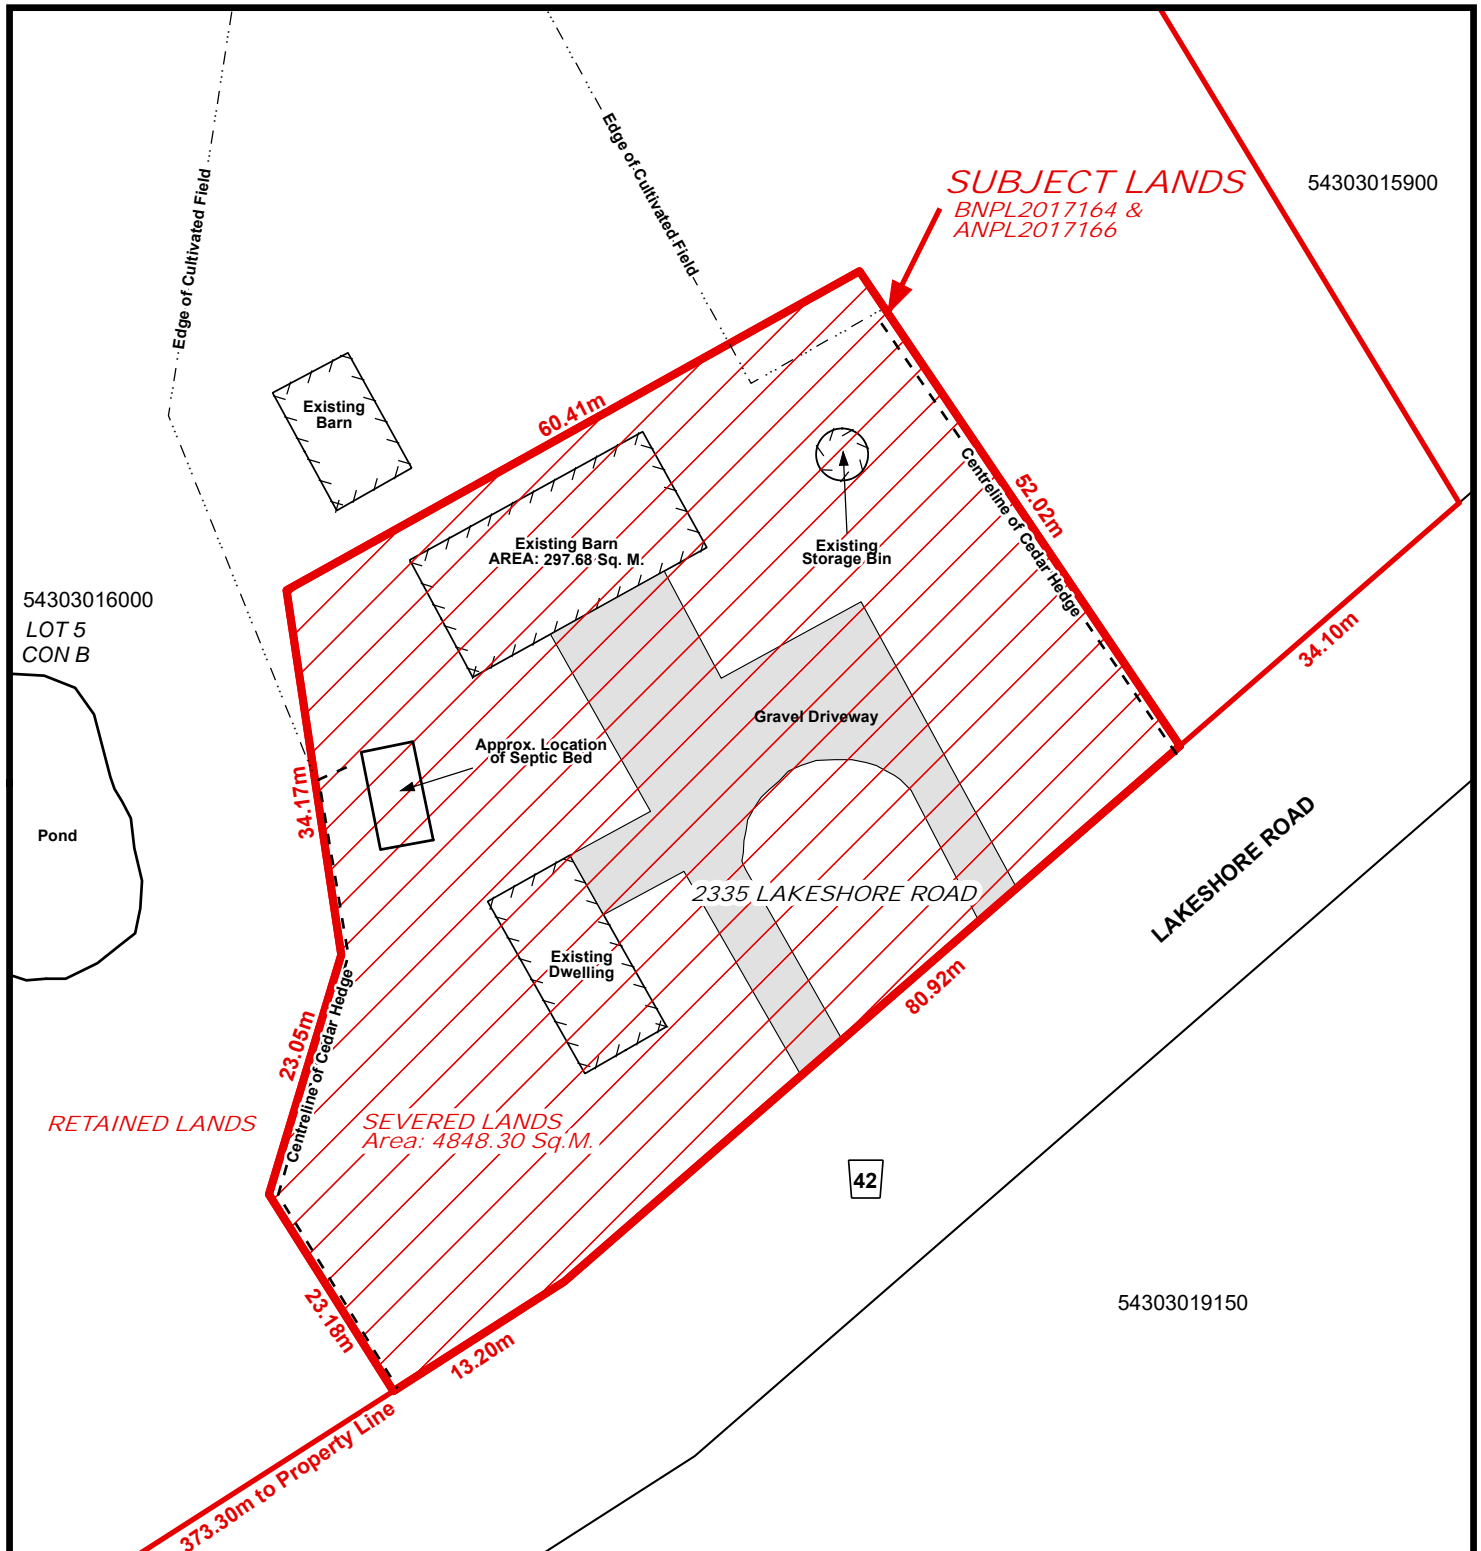 SUBJECT LANDS
BNPL2017164 &
ANPL2017166
54303015900
Edge of Cultivated Field
Edge of Cultivated Field
Existing
Barn
60.41m
Existing Barn
AREA: 297.68 Sq. M.
Existing
Storage Bin
Centreline of Cedar Hedge
52.02m
34.10m
54303016000
LOT 5
CON B
Gravel Driveway
Approx. Location
of Septic Bed
34.17m
Pond
2335 LAKESHORE ROAD
LAKESHORE ROAD
Existing
Dwelling
80.92m
23.05m
Centreline of Cedar Hedge
RETAINED LANDS
SEVERED LANDS
Area: 4848.30 Sq.M.
42
54303019150
23.18m
13.20m
373.30m to Property Line